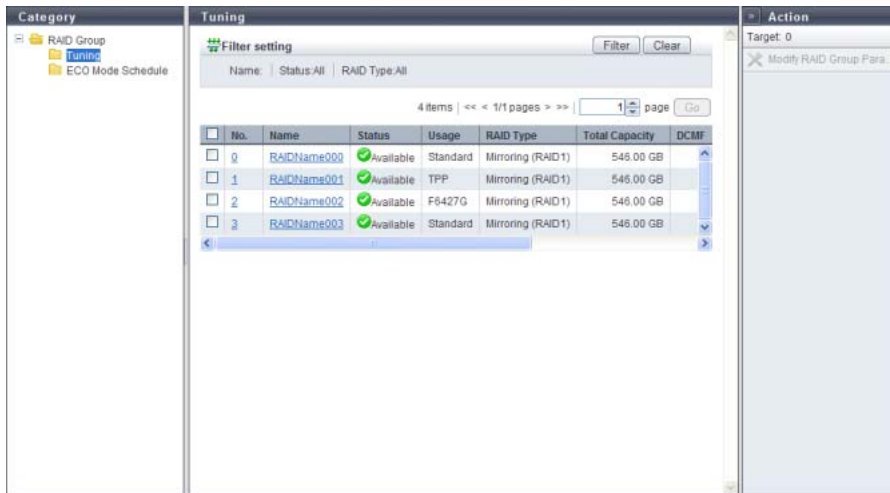 Category
RAID Group
Tuning
ECO Mode Schedule
Tuning
Filter setting
Filter
Clear
Name: Status:All RAID Type:All
4 items | << < 1/1 pages > >> | 1 page Go
No. Name Status Usage RAID Type Total Capacity DCMF
0 RAIDName000 Available Standard Mirroring (RAID1) 546.00 GB
1 RAIDName001 Available TPP Mirroring (RAID1) 546.00 GB
2 RAIDName002 Available F6427G Mirroring (RAID1) 546.00 GB
3 RAIDName003 Available Standard Mirroring (RAID1) 546.00 GB
» Action
Target: 0
Modify RAID Group Para.